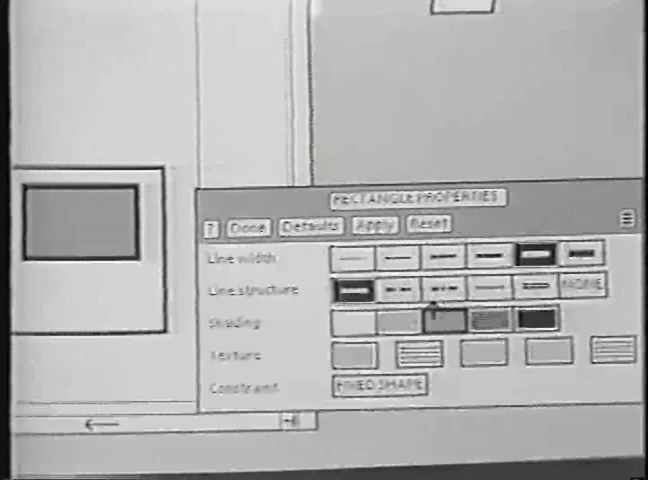 RECTANGLE PROPERTIES
? Done Defaults Apply Reset
Line width
Line structure NONE
Shading
Texture
Constraint FIXED SHAPE